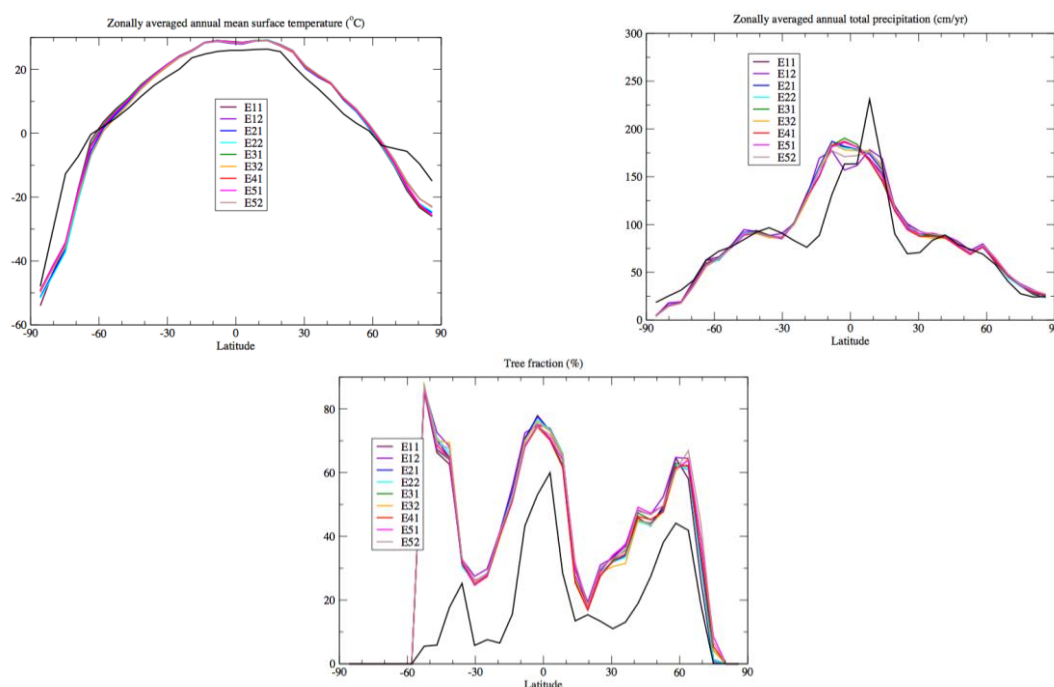 Zonally averaged annual mean surface temperature (°C)
20
0
-20
-40
-60
-90
-60
-30
0
30
60
90
Latitude
E11
E12
E21
E22
E31
E32
E41
E51
E52
Zonally averaged annual total precipitation (cm/yr)
300
250
200
150
100
50
0
-90
-60
-30
0
30
60
90
Latitude
E11
E12
E21
E22
E31
E32
E41
E51
E52
Tree fraction (%)
80
60
40
20
0
-90
-60
-30
0
30
60
90
Latitude
E11
E12
E21
E22
E31
E32
E41
E51
E52